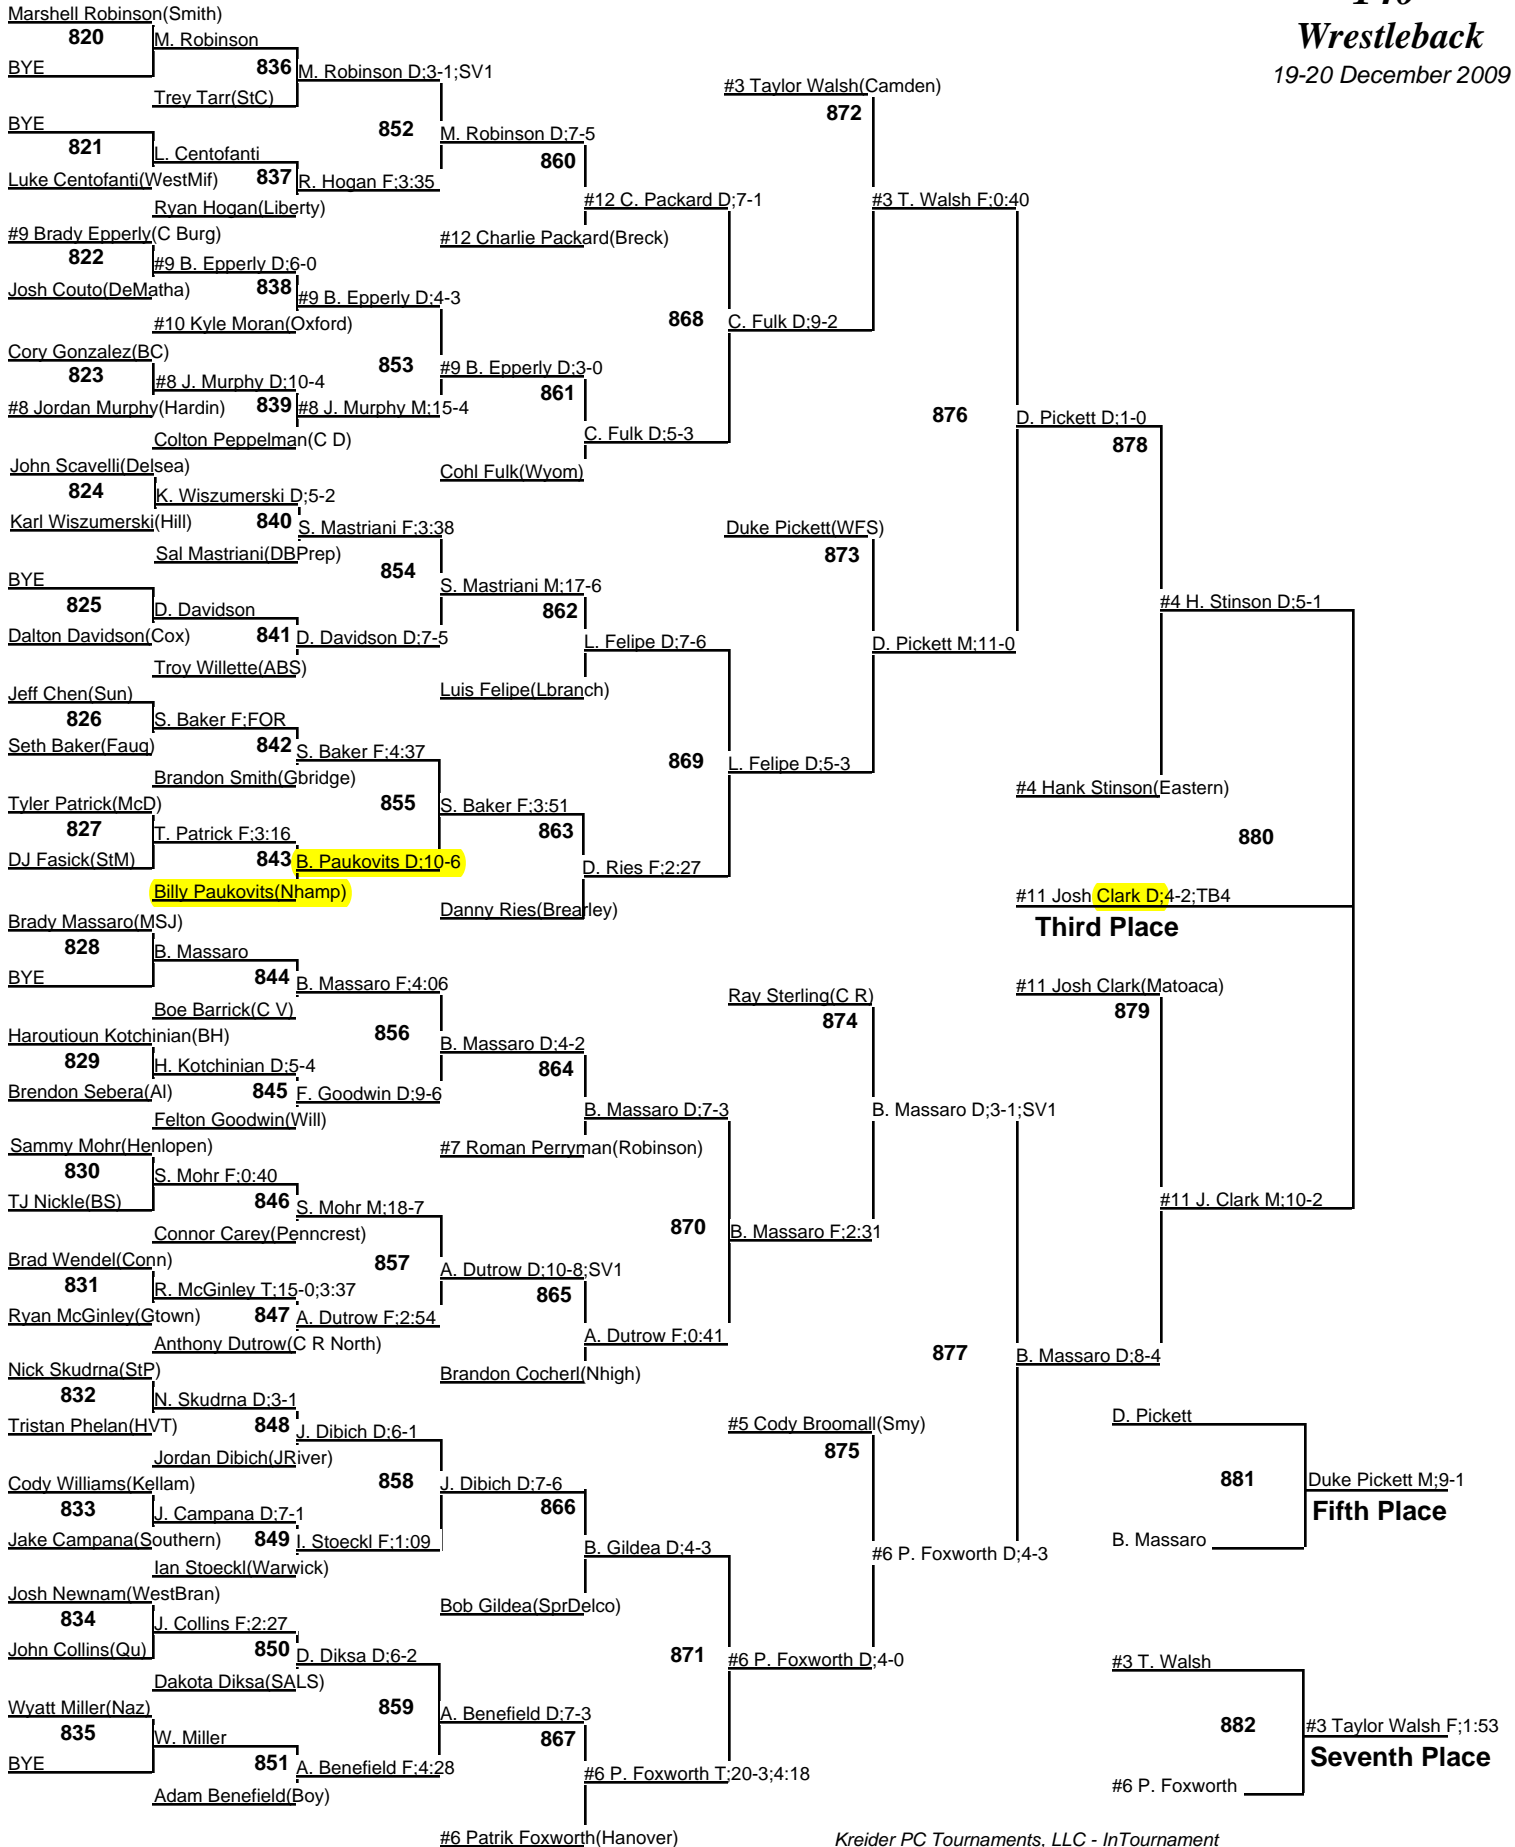 140
Wrestleback
19-20 December 2009
Marshell Robinson(Smith)
820
M. Robinson
BYE
836
M. Robinson D;3-1;SV1
Trey Tarr(StC)
BYE
821
L. Centofanti
Luke Centofanti(WestMif)
837
R. Hogan F;3:35
Ryan Hogan(Liberty)
852
M. Robinson D;7-5
860
#12 C. Packard D;7-1
#12 Charlie Packard(Breck)
#9 Brady Epperly(C Burg)
822
#9 B. Epperly D;6-0
Josh Couto(DeMatha)
838
#9 B. Epperly D;4-3
#10 Kyle Moran(Oxford)
Cory Gonzalez(BC)
823
#8 J. Murphy D;10-4
#8 Jordan Murphy(Hardin)
839
#8 J. Murphy M;15-4
Colton Peppelman(C D)
853
#9 B. Epperly D;3-0
861
C. Fulk D;5-3
Cohl Fulk(Wyom)
868
C. Fulk D;9-2
#3 Taylor Walsh(Camden)
872
#3 T. Walsh F;0:40
John Scavelli(Delsea)
824
K. Wiszumerski D;5-2
Karl Wiszumerski(Hill)
840
S. Mastriani F;3:38
Sal Mastriani(DBPrep)
BYE
825
D. Davidson
Dalton Davidson(Cox)
841
D. Davidson D;7-5
Troy Willette(ABS)
854
S. Mastriani M;17-6
862
L. Felipe D;7-6
Luis Felipe(Lbranch)
Jeff Chen(Sun)
826
S. Baker F;FOR
Seth Baker(Fauq)
842
S. Baker F;4:37
Brandon Smith(Gbridge)
Tyler Patrick(McD)
827
T. Patrick F;3:16
DJ Fasick(StM)
843
B. Paukovits D;10-6
Billy Paukovits(Nhamp)
855
S. Baker F;3:51
863
D. Ries F;2:27
Danny Ries(Brearley)
869
L. Felipe D;5-3
Duke Pickett(WFS)
873
D. Pickett M;11-0
876
D. Pickett D;1-0
878
#4 H. Stinson D;5-1
#4 Hank Stinson(Eastern)
880
#11 Josh Clark D;4-2;TB4
Third Place
Brady Massaro(MSJ)
828
B. Massaro
BYE
844
B. Massaro F;4:06
Boe Barrick(C V)
Haroutioun Kotchinian(BH)
829
H. Kotchinian D;5-4
Brendon Sebera(Al)
845
F. Goodwin D;9-6
Felton Goodwin(Will)
856
B. Massaro D;4-2
864
B. Massaro D;7-3
#7 Roman Perryman(Robinson)
Sammy Mohr(Henlopen)
830
S. Mohr F;0:40
TJ Nickle(BS)
846
S. Mohr M;18-7
Connor Carey(Penncrest)
Brad Wendel(Conn)
831
R. McGinley T;15-0;3:37
Ryan McGinley(Gtown)
847
A. Dutrow F;2:54
Anthony Dutrow(C R North)
857
A. Dutrow D;10-8;SV1
865
A. Dutrow F;0:41
Brandon Cocherl(Nhigh)
870
B. Massaro F;2:31
Ray Sterling(C R)
874
B. Massaro D;3-1;SV1
#11 Josh Clark(Matoaca)
879
#11 J. Clark M;10-2
877
B. Massaro D;8-4
Nick Skudrna(StP)
832
N. Skudrna D;3-1
Tristan Phelan(HVT)
848
J. Dibich D;6-1
Jordan Dibich(JRiver)
Cody Williams(Kellam)
833
J. Campana D;7-1
Jake Campana(Southern)
849
I. Stoeckl F;1:09
Ian Stoeckl(Warwick)
858
J. Dibich D;7-6
866
B. Gildea D;4-3
Bob Gildea(SprDelco)
Josh Newnam(WestBran)
834
J. Collins F;2:27
John Collins(Qu)
850
D. Diksa D;6-2
Dakota Diksa(SALS)
Wyatt Miller(Naz)
835
W. Miller
BYE
851
A. Benefield F;4:28
Adam Benefield(Boy)
859
A. Benefield D;7-3
867
#6 P. Foxworth T;20-3;4:18
#6 Patrik Foxworth(Hanover)
871
#6 P. Foxworth D;4-0
#5 Cody Broomall(Smy)
875
#6 P. Foxworth D;4-3
D. Pickett
881
Duke Pickett M;9-1
Fifth Place
B. Massaro
#3 T. Walsh
882
#3 Taylor Walsh F;1:53
Seventh Place
#6 P. Foxworth
Kreider PC Tournaments, LLC - InTournament